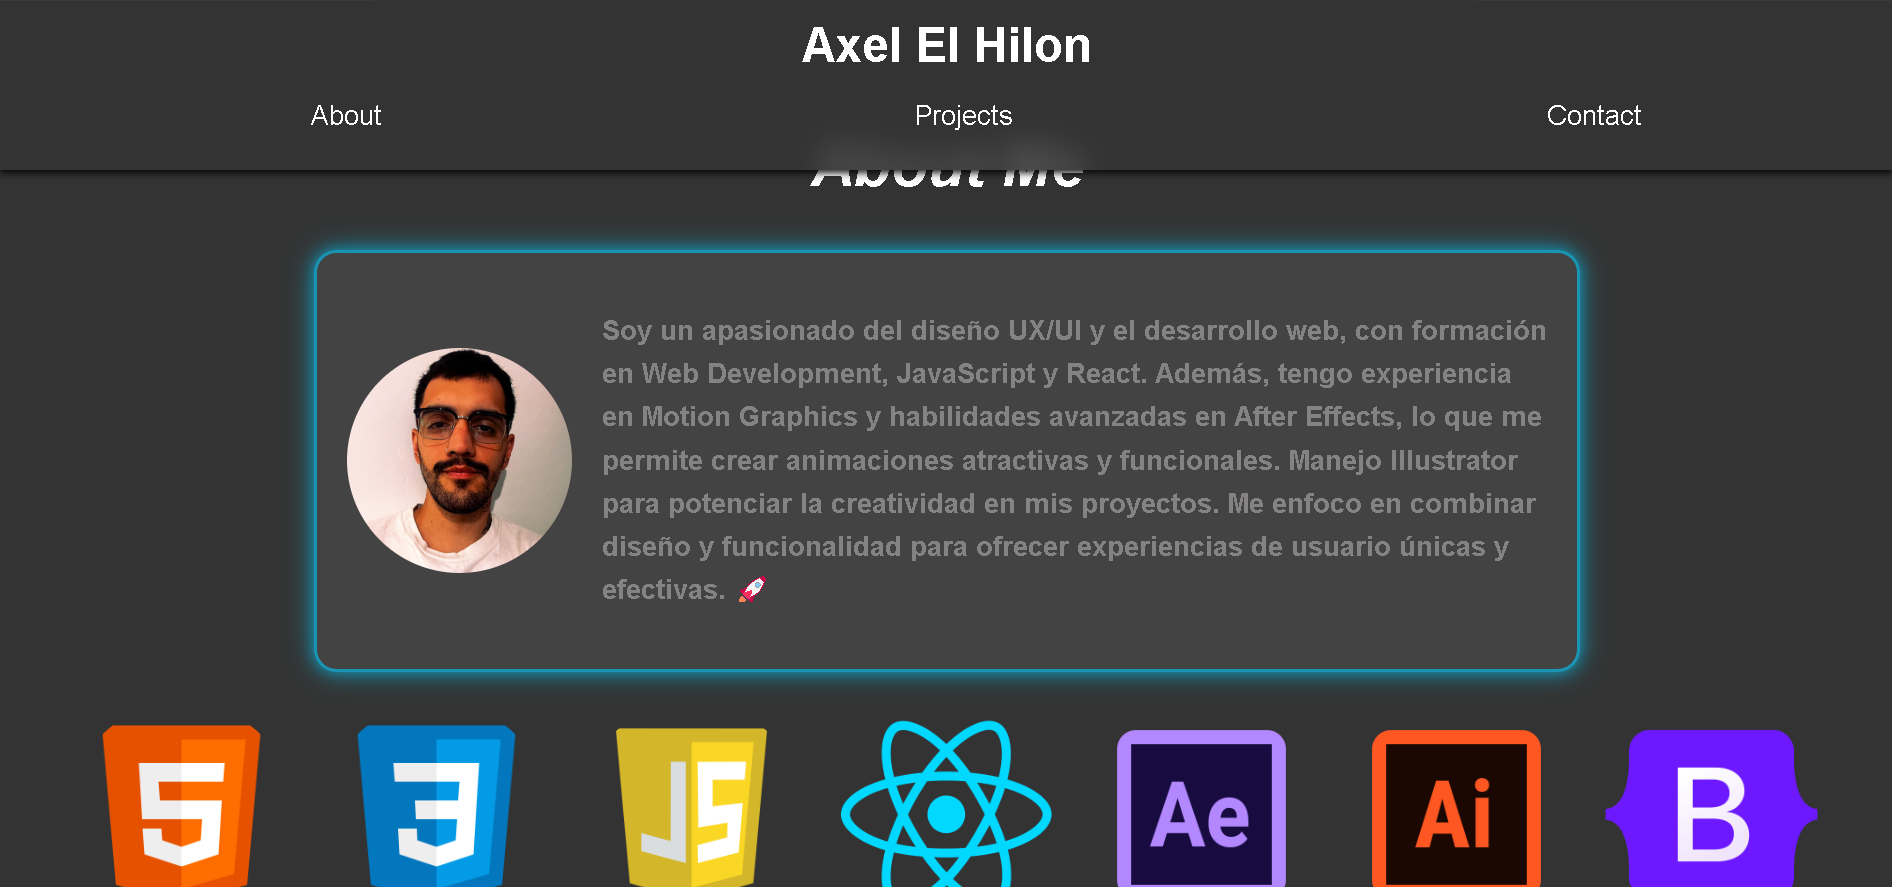 Axel El Hilon
About Projects Contact
About Me
Soy un apasionado del diseño UX/UI y el desarrollo web, con formación
en Web Development, JavaScript y React. Además, tengo experiencia
en Motion Graphics y habilidades avanzadas en After Effects, lo que me
permite crear animaciones atractivas y funcionales. Manejo Illustrator
para potenciar la creatividad en mis proyectos. Me enfoco en combinar
diseño y funcionalidad para ofrecer experiencias de usuario únicas y
efectivas. 🚀
5 3 JS Ae Ai B